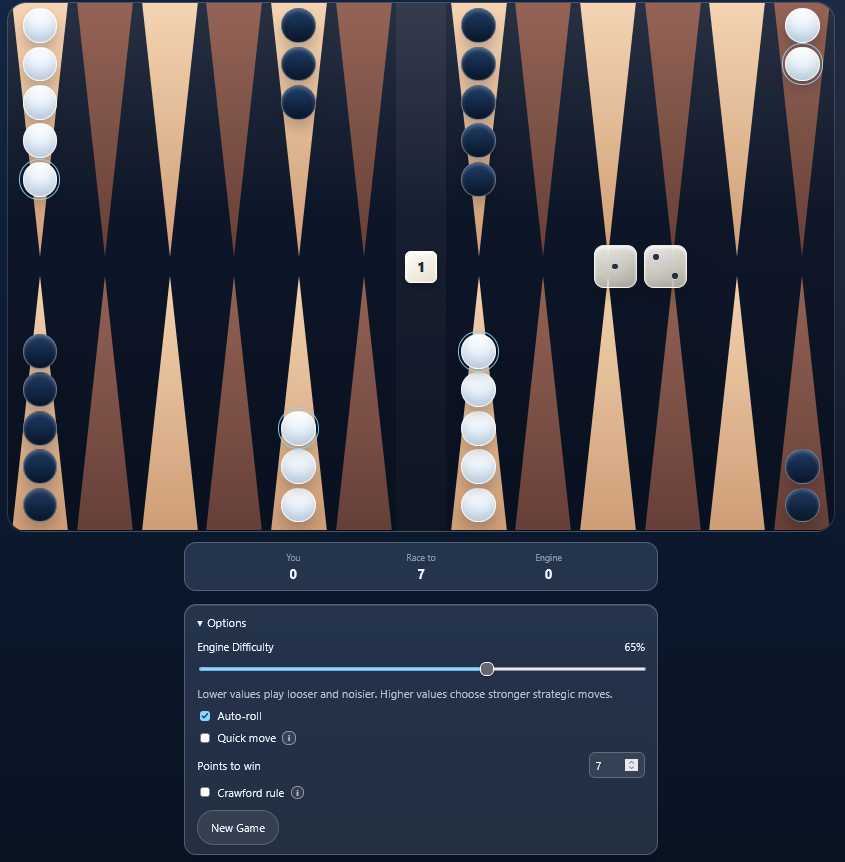 1
You
Race to
Engine
0
7
0
▾ Options
Engine Difficulty
65%
Lower values play looser and noisier. Higher values choose stronger strategic moves.
Auto-roll
Quick move i
Points to win
7
Crawford rule i
New Game